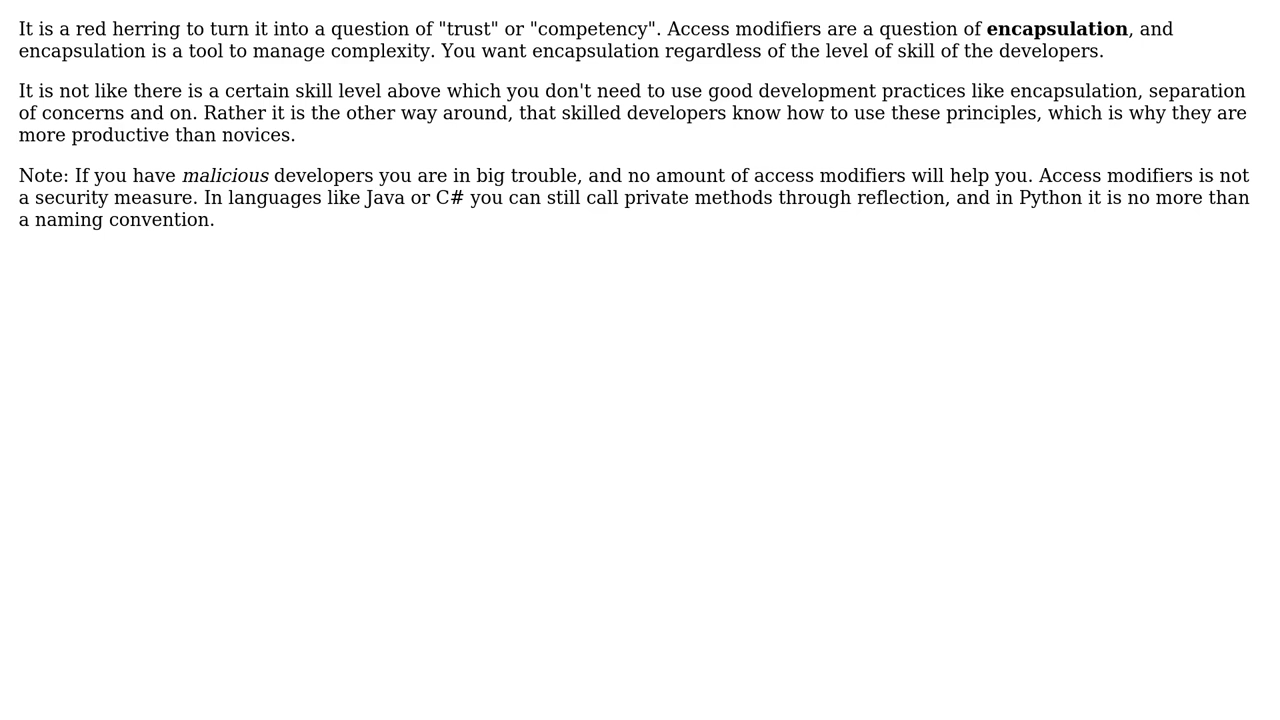 It is a red herring to turn it into a question of "trust" or "competency". Access modifiers are a question of encapsulation, and
encapsulation is a tool to manage complexity. You want encapsulation regardless of the level of skill of the developers.
It is not like there is a certain skill level above which you don't need to use good development practices like encapsulation, separation
of concerns and on. Rather it is the other way around, that skilled developers know how to use these principles, which is why they are
more productive than novices.
Note: If you have malicious developers you are in big trouble, and no amount of access modifiers will help you. Access modifiers is not
a security measure. In languages like Java or C# you can still call private methods through reflection, and in Python it is no more than
a naming convention.